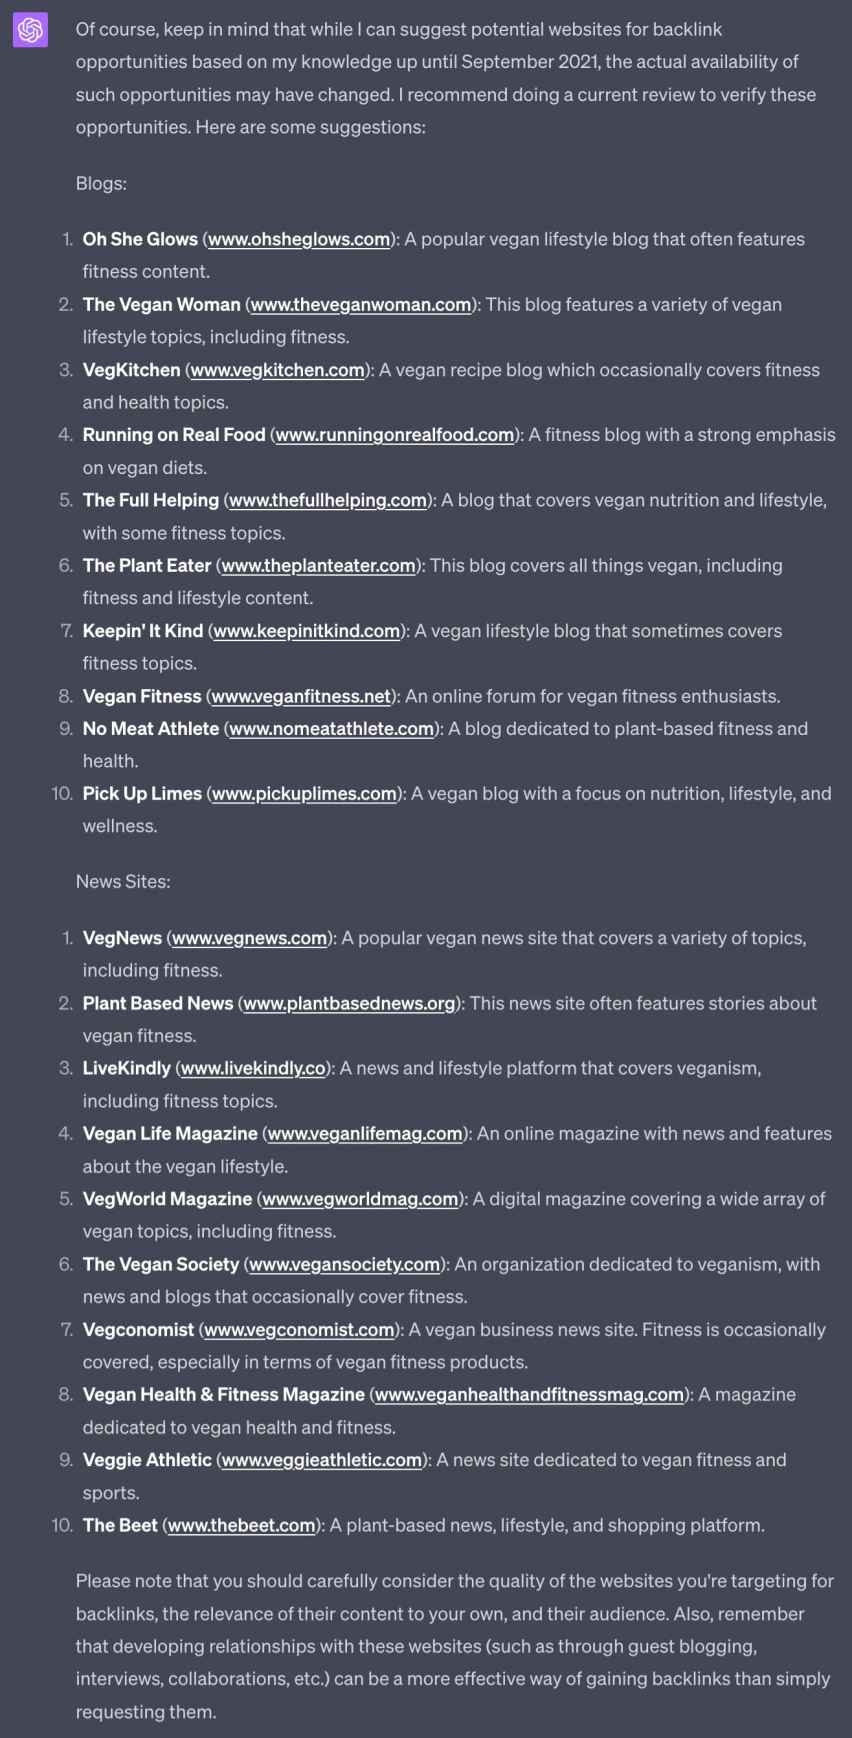 Of course, keep in mind that while I can suggest potential websites for backlink
opportunities based on my knowledge up until September 2021, the actual availability of
such opportunities may have changed. I recommend doing a current review to verify these
opportunities. Here are some suggestions:
Blogs:
1. Oh She Glows (www.ohsheglows.com): A popular vegan lifestyle blog that often features
fitness content.
2. The Vegan Woman (www.theveganwoman.com): This blog features a variety of vegan
lifestyle topics, including fitness.
3. VegKitchen (www.vegkitchen.com): A vegan recipe blog which occasionally covers fitness
and health topics.
4. Running on Real Food (www.runningonrealfood.com): A fitness blog with a strong emphasis
on vegan diets.
5. The Full Helping (www.thefullhelping.com): A blog that covers vegan nutrition and lifestyle,
with some fitness topics.
6. The Plant Eater (www.theplanteater.com): This blog covers all things vegan, including
fitness and lifestyle content.
7. Keepin' It Kind (www.keepinitkind.com): A vegan lifestyle blog that sometimes covers
fitness topics.
8. Vegan Fitness (www.veganfitness.net): An online forum for vegan fitness enthusiasts.
9. No Meat Athlete (www.nomeatathlete.com): A blog dedicated to plant-based fitness and
health.
10. Pick Up Limes (www.pickuplimes.com): A vegan blog with a focus on nutrition, lifestyle, and
wellness.
News Sites:
1. VegNews (www.vegnews.com): A popular vegan news site that covers a variety of topics,
including fitness.
2. Plant Based News (www.plantbasednews.org): This news site often features stories about
vegan fitness.
3. LiveKindly (www.livekindly.co): A news and lifestyle platform that covers veganism,
including fitness topics.
4. Vegan Life Magazine (www.veganlifemag.com): An online magazine with news and features
about the vegan lifestyle.
5. VegWorld Magazine (www.vegworldmag.com): A digital magazine covering a wide array of
vegan topics, including fitness.
6. The Vegan Society (www.vegansociety.com): An organization dedicated to veganism, with
news and blogs that occasionally cover fitness.
7. Vegconomist (www.vegconomist.com): A vegan business news site. Fitness is occasionally
covered, especially in terms of vegan fitness products.
8. Vegan Health & Fitness Magazine (www.veganhealthandfitnessmag.com): A magazine
dedicated to vegan health and fitness.
9. Veggie Athletic (www.veggieathletic.com): A news site dedicated to vegan fitness and
sports.
10. The Beet (www.thebeet.com): A plant-based news, lifestyle, and shopping platform.
Please note that you should carefully consider the quality of the websites you're targeting for
backlinks, the relevance of their content to your own, and their audience. Also, remember
that developing relationships with these websites (such as through guest blogging,
interviews, collaborations, etc.) can be a more effective way of gaining backlinks than simply
requesting them.